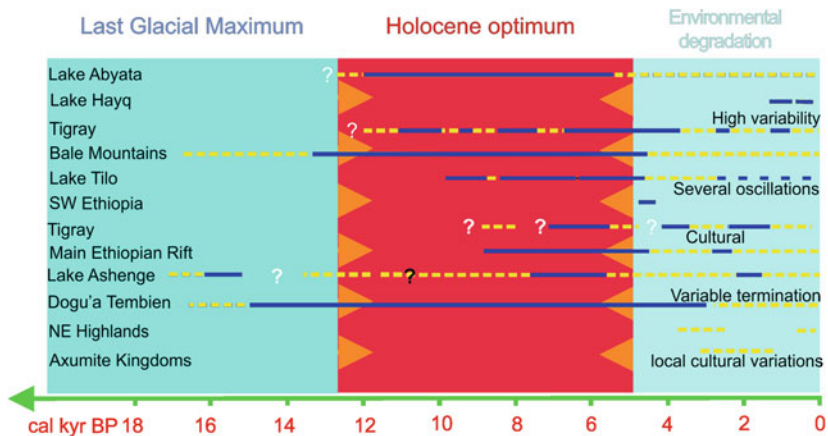 Last Glacial Maximum
Holocene optimum
Environmental
degradation
Lake Abyata
?
Lake Hayq
High variability
Tigray
?
Bale Mountains
Lake Tilo
Several oscillations
SW Ethiopia
Tigray
? ? ?
Cultural
Main Ethiopian Rift
Lake Ashenge
? ?
Variable termination
Dogu'a Tembien
NE Highlands
Axumite Kingdoms
local cultural variations
cal kyr BP 18 16 14 12 10 8 6 4 2 0